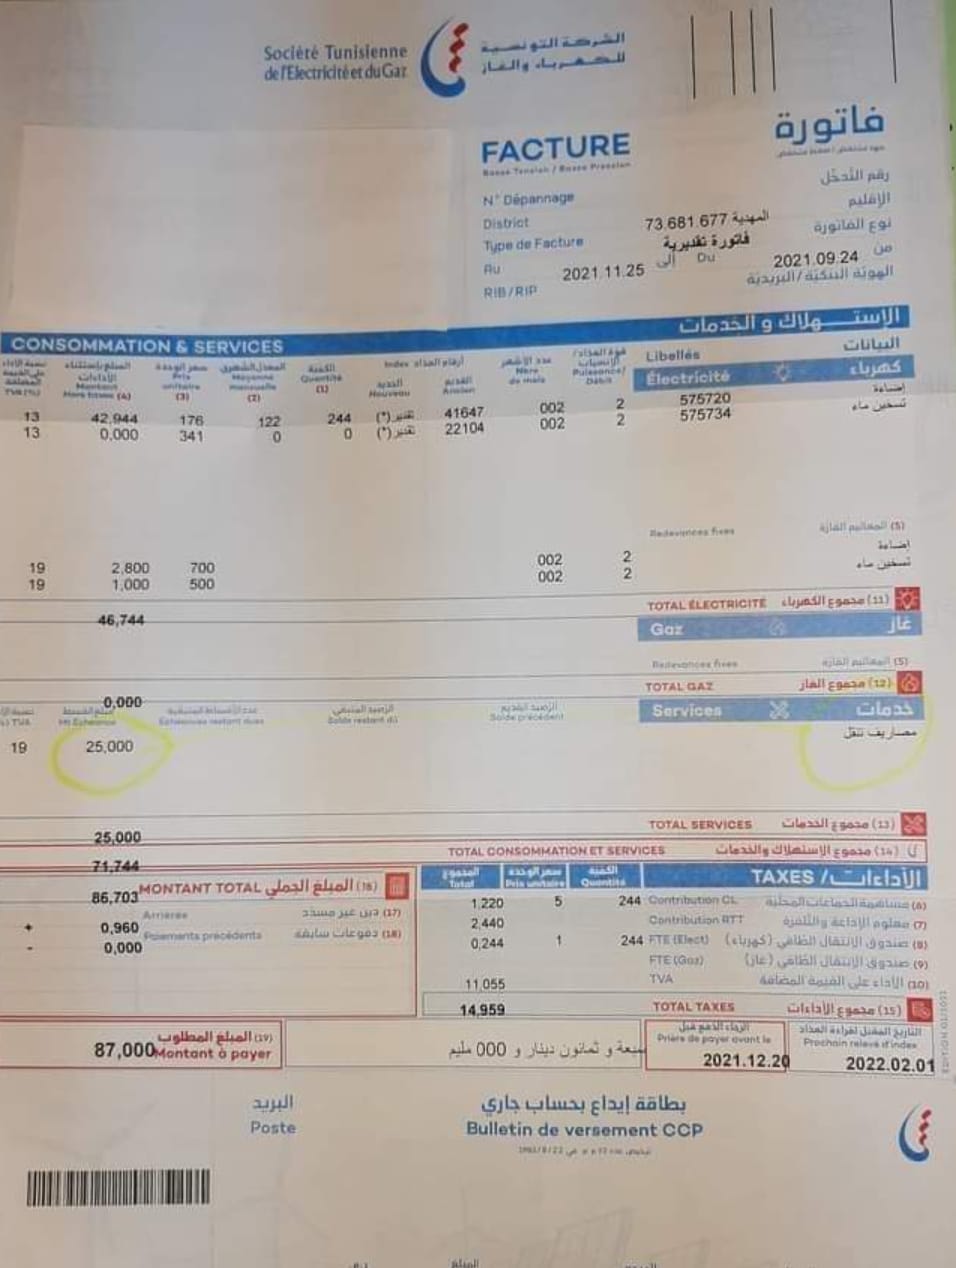 Société Tunisienne
de l'Electricité et du Gaz
الشركة التونسية
للكهرباء والغاز
FACTURE
Basse Tension / Basse Pression
فاتورة
رقم التدخّل
N° Dépannage
الإقليم
District
المهدية 73.681.677
نوع الفاتورة
Type de Facture
فاتورة تقديرية
من
2021.09.24
Du
إلى
2021.11.25
Au
الهويّة البنكيّة / البريديّة
RIB/RIP
CONSOMMATION & SERVICES
الإستهلاك و الخدمات
البيانات
Libellés
قوة العداد/
Puissance/
Débit
عدد الأشهر
Nbre
de mois
Index أرقام العداد
القديم
Ancien
الجديد
Nouveau
الكمية
Quantité
(1)
المعدل الشهري
Moyenne
mensuelle
(2)
سعر الوحدة
Prix
unitaire
(3)
المبلغ باستثناء
الأداءات
Montant
Hors taxes (4)
TVA (%)
كهرباء
Électricité
إضاءة
575720 2 002 41647 تقدير (*) 244 122 176 42,944 13
تسخين ماء
575734 2 002 22104 تقدير (*) 0 0 341 0,000 13
(5) المعاليم القارة
Redevances fixes
إضاءة
2 002 700 2,800 19
تسخين ماء
2 002 500 1,000 19
(11) مجموع الكهرباء
TOTAL ÉLECTRICITÉ
46,744
غاز
Gaz
(5) المعاليم القارة
Redevances fixes
(12) مجموع الغاز
TOTAL GAZ
0,000
خدمات
Services
الرصيد القديم
Solde précédent
الرصيد المتبقي
Solde restant dû
عدد الأقساط المتبقية
Echéances restant dues
مبلغ القسط
Mt Echéance
TVA
مصاريف تنقل
25,000 19
(13) مجموع الخدمات
TOTAL SERVICES
25,000
(14) مجموع الإستهلاك والخدمات
TOTAL CONSOMMATION ET SERVICES
71,744
الأداءات / TAXES
الكمية
Quantité
سعر الوحدة
Prix unitaire
المجموع
Total
(6) مساهمة الجماعات المحلية
Contribution CL 244 5 1,220
(7) معلوم الإذاعة والتلفزة
Contribution RTT 2,440
(8) صندوق الإنتقال الطاقي (كهرباء)
FTE (Elect) 244 1 0,244
(9) صندوق الإنتقال الطاقي (غاز)
FTE (Gaz)
(10) الأداء على القيمة المضافة
TVA 11,055
(15) مجموع الأداءات
TOTAL TAXES
14,959
(16) المبلغ الجملي MONTANT TOTAL
86,703
(17) دين غير مسدّد
Arriérés
0,960 +
(18) دفوعات سابقة
Paiements précédents
0,000 -
التاريخ المقبل لقراءة العداد
Prochain relevé d'index
2022.02.01
الرجاء الدفع قبل
Prière de payer avant le
2021.12.20
سبعة و ثمانون دينار و 000 مليم
(19) المبلغ المطلوب
Montant à payer
87,000
EDITION 01/2021
بطاقة إيداع بحساب جاري
Bulletin de versement CCP
البريد
Poste
المبلغ